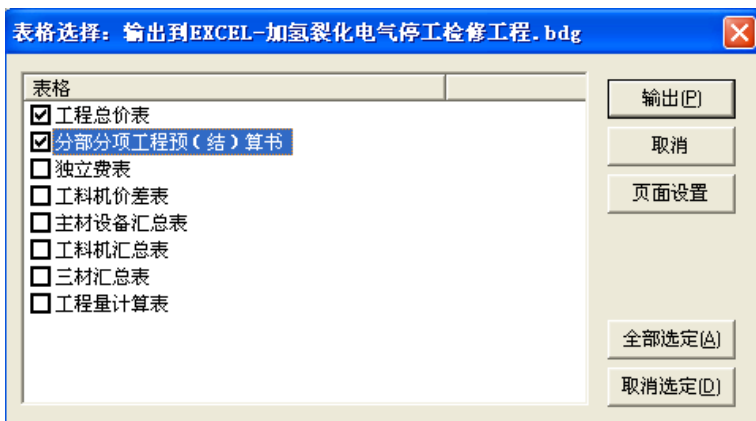 表格选择：输出到EXCEL-加氢裂化电气停工检修工程.bdg
表格
工程总价表
分部分项工程预（结）算书
独立费表
工料机价差表
主材设备汇总表
工料机汇总表
三材汇总表
工程量计算表
输出(P)
取消
页面设置
全部选定(A)
取消选定(D)